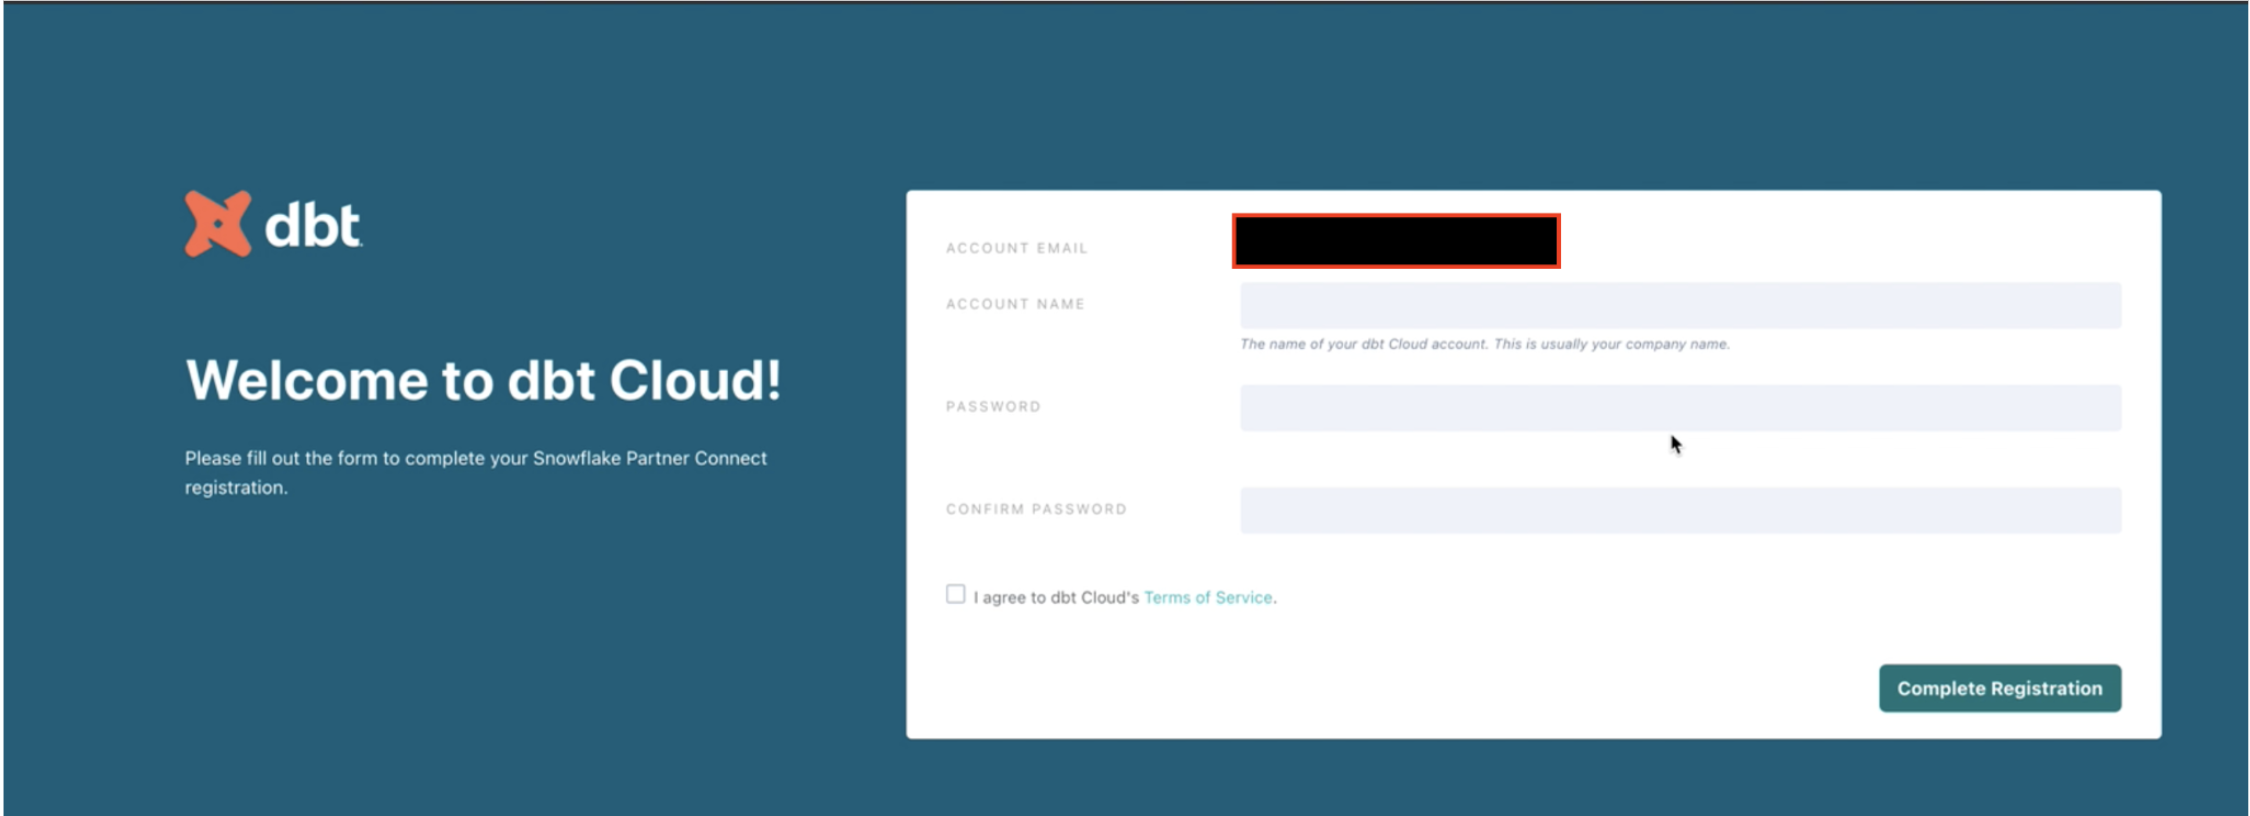 dbt
Welcome to dbt Cloud!
Please fill out the form to complete your Snowflake Partner Connect
registration.
ACCOUNT EMAIL
ACCOUNT NAME
The name of your dbt Cloud account. This is usually your company name.
PASSWORD
CONFIRM PASSWORD
I agree to dbt Cloud's Terms of Service.
Complete Registration